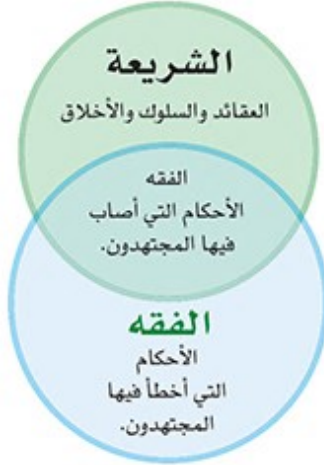 الشريعة
العقائد والسلوك والأخلاق
الفقه
الأحكام التي أصاب
فيها المجتهدون.
الفقه
الأحكام
التي أخطأ فيها
المجتهدون.